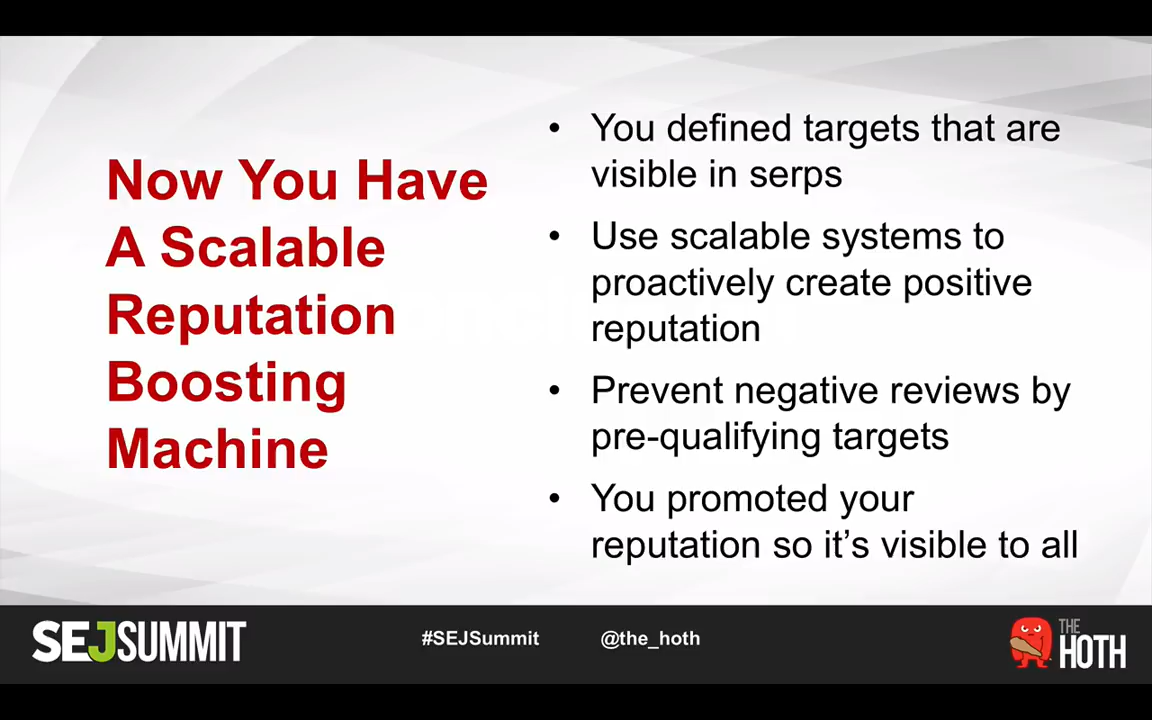 Now You Have
A Scalable
Reputation
Boosting
Machine
• You defined targets that are
visible in serps
• Use scalable systems to
proactively create positive
reputation
• Prevent negative reviews by
pre-qualifying targets
• You promoted your
reputation so it’s visible to all
SEJSUMMIT
#SEJSummit
@the_hoth
THE
HOTH